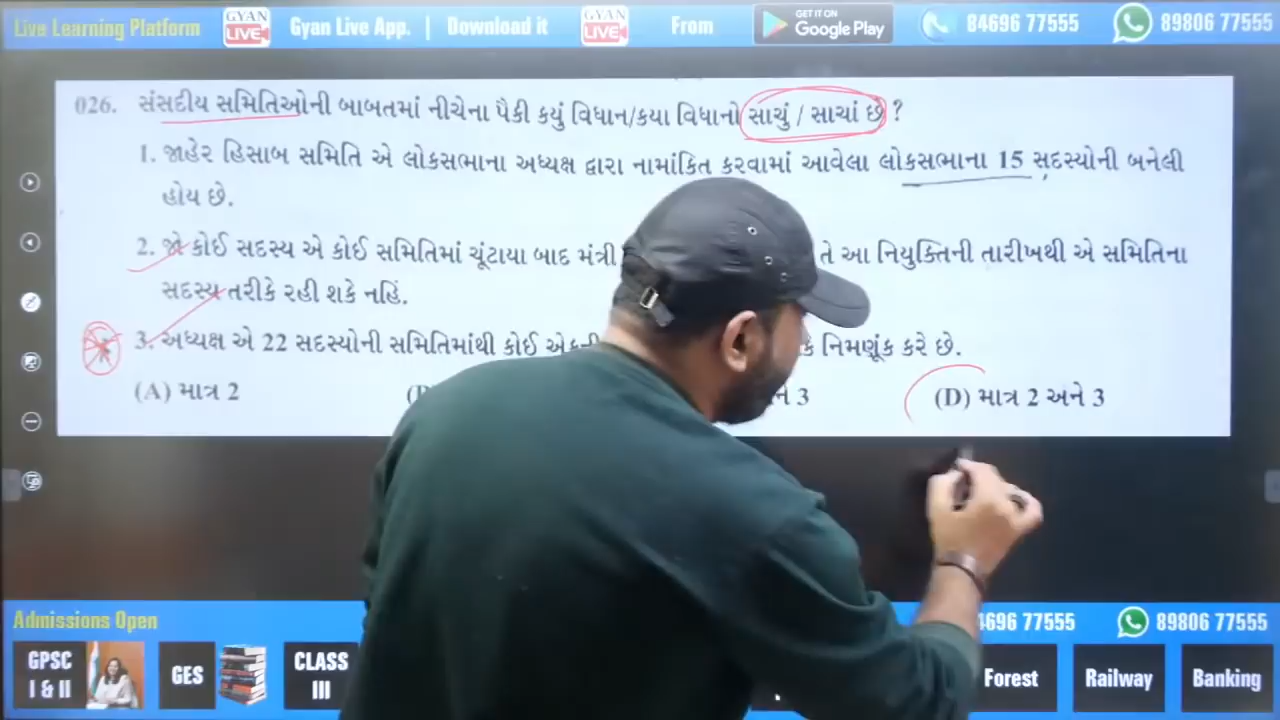 Live Learning Platform GYAN LIVE Gyan Live App. | Download it GYAN LIVE From GET IT ON Google Play 84696 77555 89806 77555
026. સંસદીય સમિતિઓની બાબતમાં નીચેના પૈકી કયું વિધાન/કયા વિધાનો સાચું / સાચાં છે ?
1. જાહેર હિસાબ સમિતિ એ લોકસભાના અધ્યક્ષ દ્વારા નામાંકિત કરવામાં આવેલા લોકસભાના 15 સદસ્યોની બનેલી
હોય છે.
2. જો કોઈ સદસ્ય એ કોઈ સમિતિમાં ચૂંટાયા બાદ મંત્રી તે આ નિયુક્તિની તારીખથી એ સમિતિના
સદસ્ય તરીકે રહી શકે નહિં.
3. અધ્યક્ષ એ 22 સદસ્યોની સમિતિમાંથી કોઈ નિમણૂંક કરે છે.
(A) માત્ર 2 3 (D) માત્ર 2 અને 3
Admissions Open 4696 77555 89806 77555
GPSC I & II GES CLASS III Forest Railway Banking